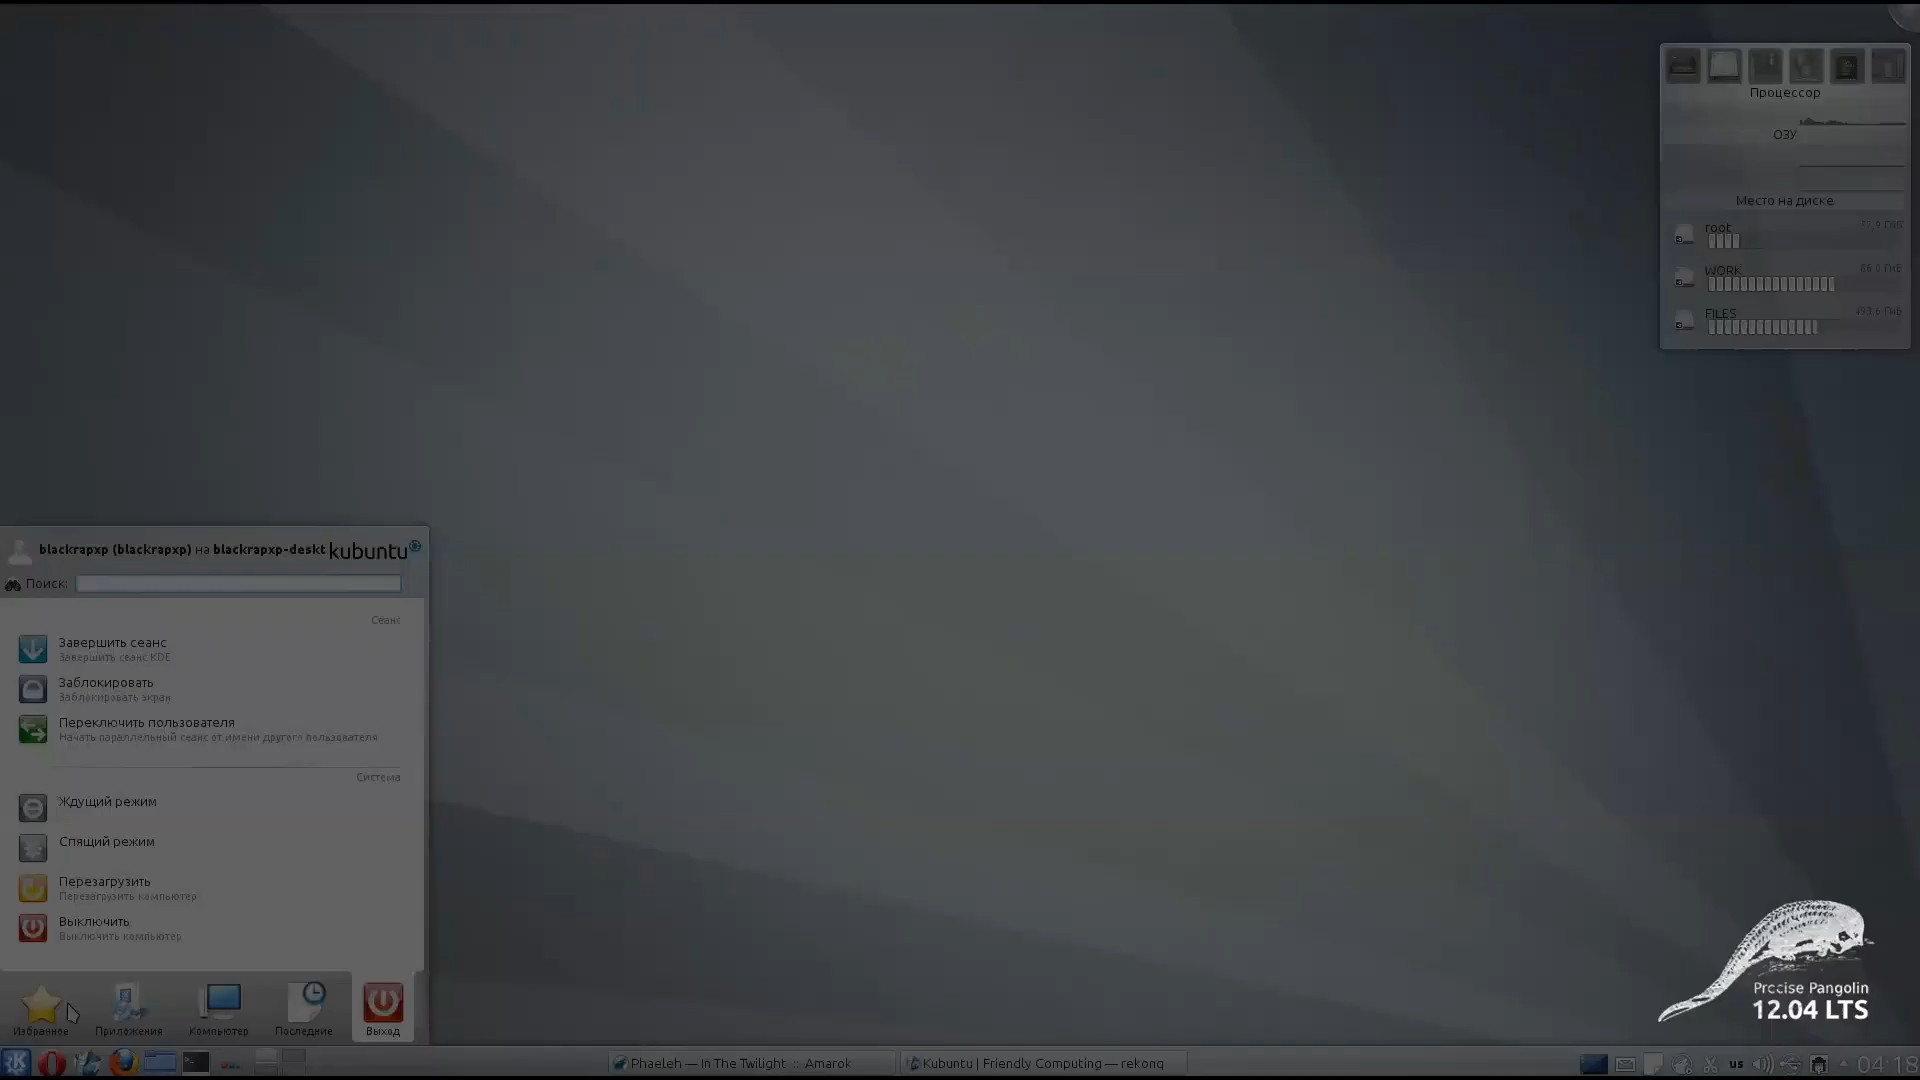 Процессор
ОЗУ
Место на диске
root
WORK
FILES
blackrapxp (blackrapxp) на blackrapxp-deskt kubuntu
Поиск:
Сеанс
Завершить сеанс
Завершить сеанс KDE
Заблокировать
Заблокировать экран
Переключить пользователя
Начать параллельный сеанс от имени другого пользователя
Система
Ждущий режим
Спящий режим
Перезагрузить
Перезагрузить компьютер
Выключить
Выключить компьютер
Избранное Приложения Компьютер Последние Выход
Precise Pangolin
12.04 LTS
Phaeleh — In The Twilight :: Amarok
Kubuntu | Friendly Computing — rekonq
us
04:18